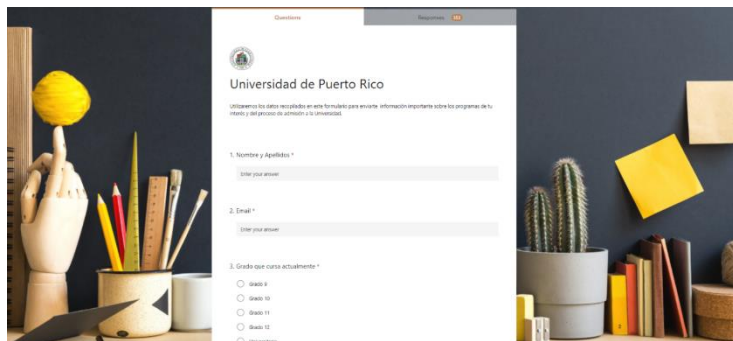 Questions
Responses
Universidad de Puerto Rico
Utilizaremos los datos recopilados en este formulario para enviarte información importante sobre los programas de tu
interés y del proceso de admisión a la Universidad.
1. Nombre y Apellidos *
Enter your answer
2. Email *
Enter your answer
3. Grado que cursa actualmente *
Grado 10
Grado 11
Grado 12